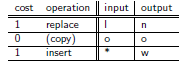 cost operation input output
1 replace l n
0 (copy) o o
1 insert * w